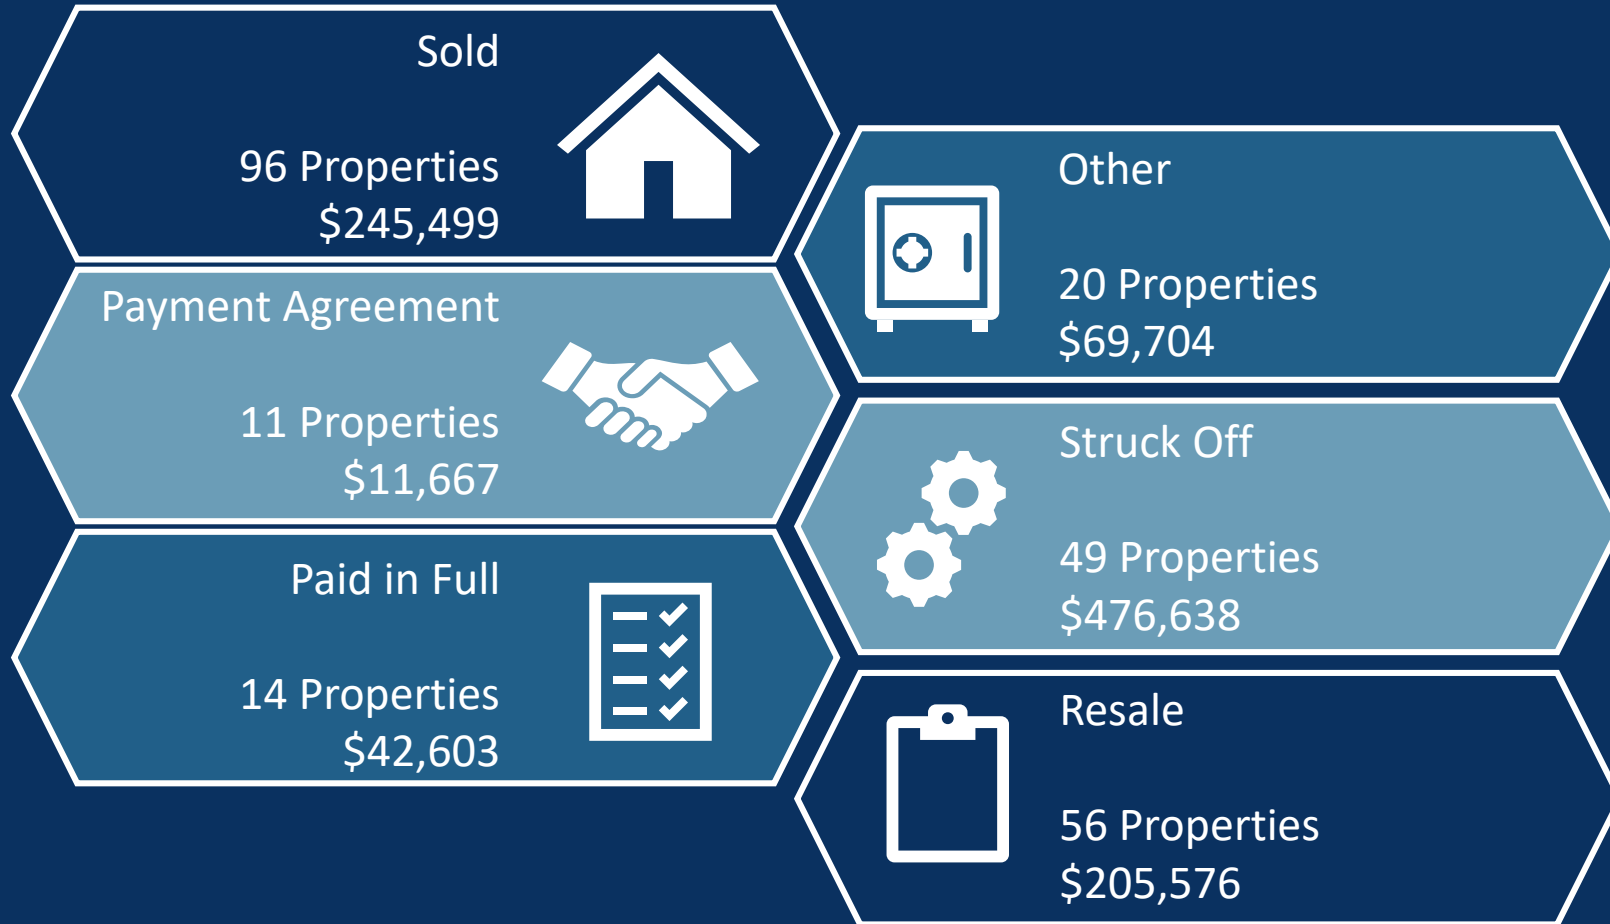 Sold
96 Properties
$245,499
Payment Agreement
11 Properties
$11,667
Paid in Full
14 Properties
$42,603
Other
20 Properties
$69,704
Struck Off
49 Properties
$476,638
Resale
56 Properties
$205,576